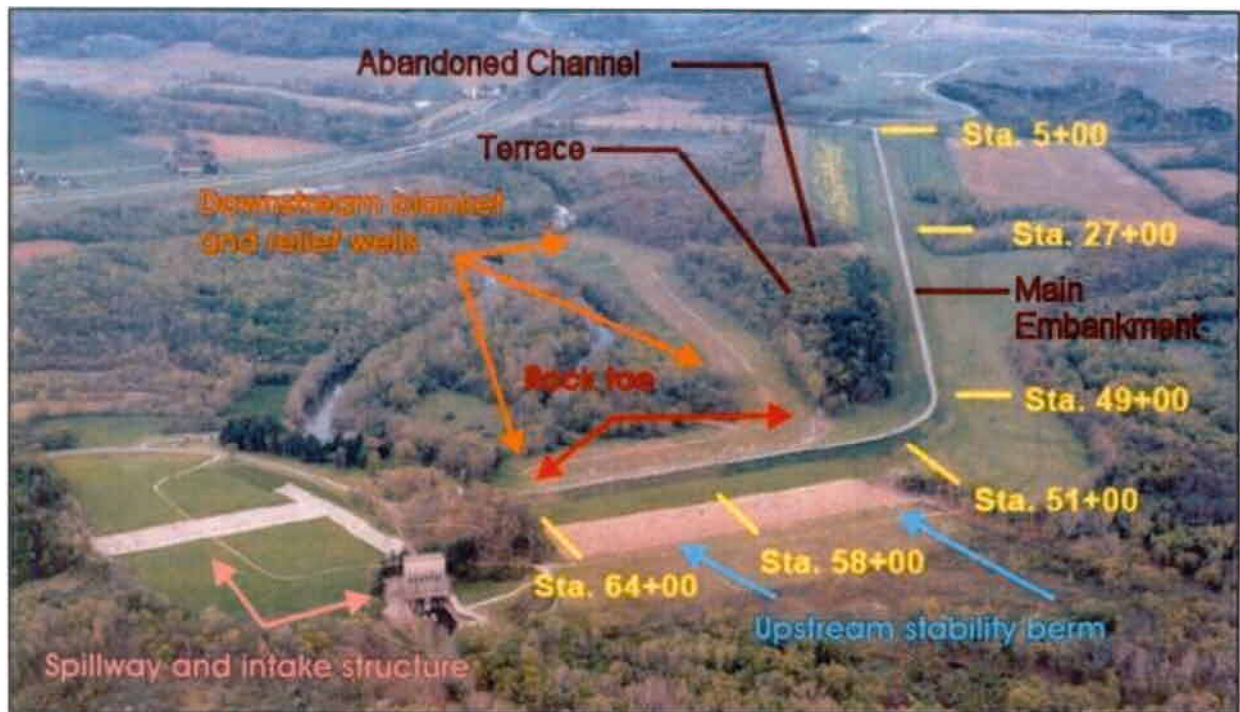 Abandoned Channel
Terrace
Sta. 5+00
Downstream blanket
and relief wells
Sta. 27+00
Main
Embankment
Rock toe
Sta. 49+00
Sta. 51+00
Sta. 58+00
Sta. 64+00
Upstream stability berm
Spillway and intake structure